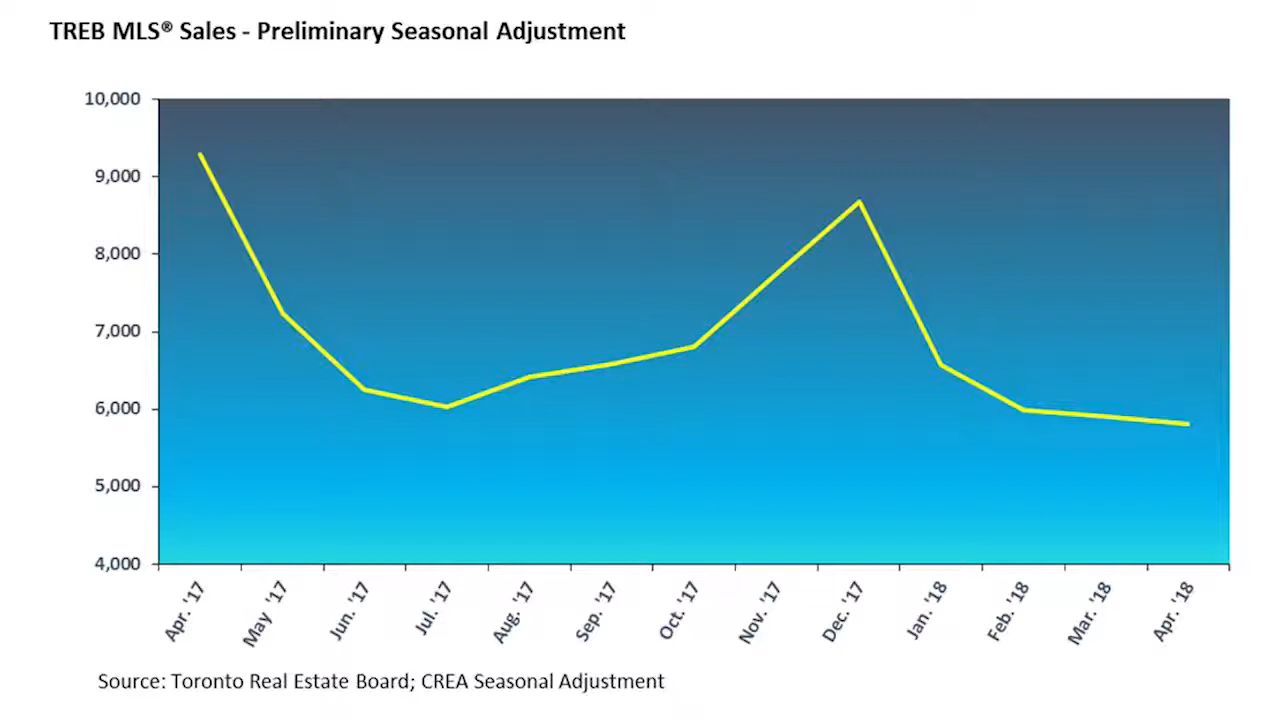 TREB MLS® Sales - Preliminary Seasonal Adjustment
10,000
9,000
8,000
7,000
6,000
5,000
4,000
Apr. '17
May '17
Jun. '17
Jul. '17
Aug. '17
Sep. '17
Oct. '17
Nov. '17
Dec. '17
Jan. '18
Feb. '18
Mar. '18
Apr. '18
Source: Toronto Real Estate Board; CREA Seasonal Adjustment